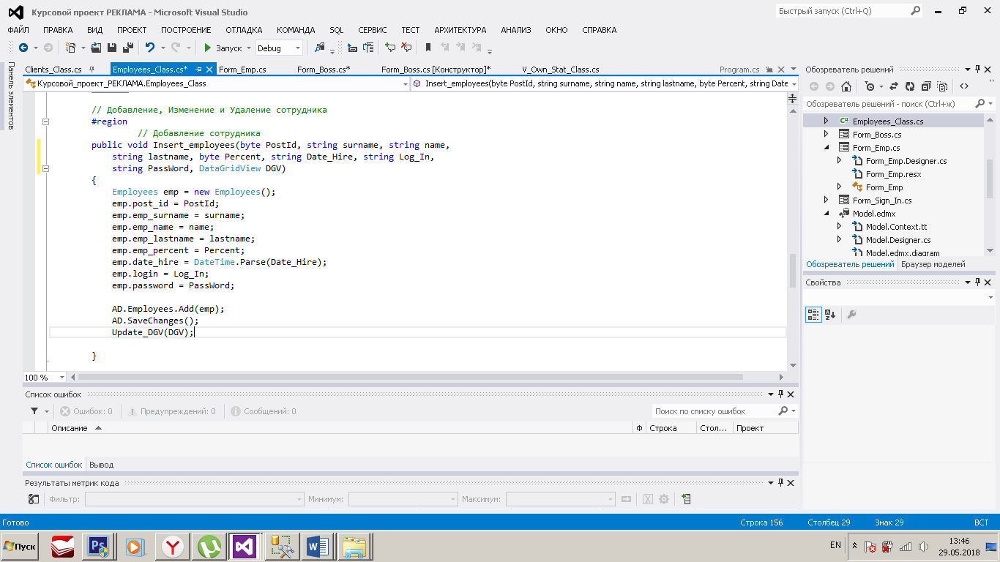 Курсовой проект РЕКЛАМА - Microsoft Visual Studio
Быстрый запуск (Ctrl+Q)
ФАЙЛ ПРАВКА ВИД ПРОЕКТ ПОСТРОЕНИЕ ОТЛАДКА КОМАНДА SQL СЕРВИС ТЕСТ АРХИТЕКТУРА АНАЛИЗ ОКНО СПРАВКА
Запуск Debug
Панель элементов
Clients_Class.cs Employees_Class.cs* Form_Emp.cs Form_Boss.cs* Form_Boss.cs [Конструктор]* V_Own_Stat_Class.cs Program.cs
Курсовой_проект_РЕКЛАМА.Employees_Class
Insert_employees(byte PostId, string surname, string name, string lastname, byte Percent, string Date
// Добавление, Изменение и Удаление сотрудника
#region
// Добавление сотрудника
public void Insert_employees(byte PostId, string surname, string name,
string lastname, byte Percent, string Date_Hire, string Log_In,
string PassWord, DataGridView DGV)
{
Employees emp = new Employees();
emp.post_id = PostId;
emp.emp_surname = surname;
emp.emp_name = name;
emp.emp_lastname = lastname;
emp.emp_percent = Percent;
emp.date_hire = DateTime.Parse(Date_Hire);
emp.login = Log_In;
emp.password = PassWord;
AD.Employees.Add(emp);
AD.SaveChanges();
Update_DGV(DGV);
}
100 %
Обозреватель решений
Обозреватель решений - поиск (Ctrl+ж)
C# Employees_Class.cs
Form_Boss.cs
Form_Emp.cs
Form_Emp.Designer.cs
Form_Emp.resx
Form_Emp
Form_Sign_In.cs
Model.edmx
Model.Context.tt
Model.Designer.cs
Model.edmx.diagram
Обозреватель решений Браузер моделей
Свойства
Список ошибок
Ошибок: 0 Предупреждений: 0 Сообщений: 0
Поиск по списку ошибок
Описание Ф Строка Стол... Проект
Список ошибок Вывод
Результаты метрик кода
Фильтр: Минимум: Максимум:
Готово Строка 156 Столбец 29 Знак 29 ВСТ
Пуск
Ps
EN
13:46
29.05.2018